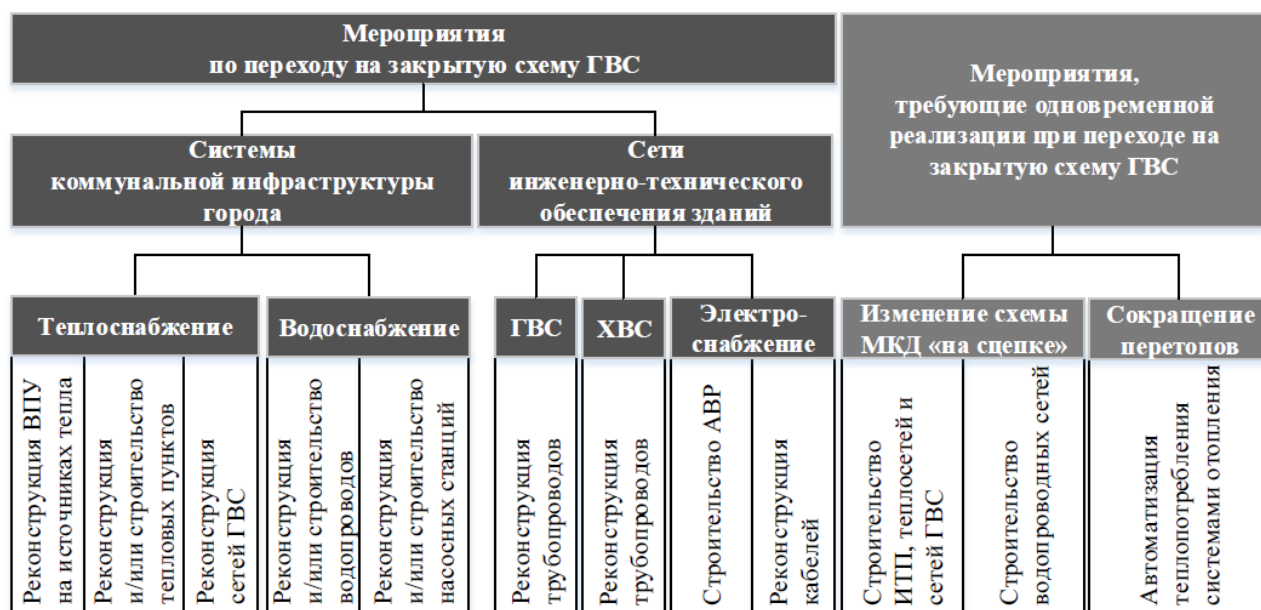 Мероприятия
по переходу на закрытую схему ГВС
Мероприятия,
требующие одновременной
реализации при переходе на
закрытую схему ГВС
Системы
коммунальной инфраструктуры
города
Сети
инженерно-технического
обеспечения зданий
Теплоснабжение
Водоснабжение
ГВС
ХВС
Электро-
снабжение
Изменение схемы
МКД «на сцепке»
Сокращение
перетопов
Реконструкция ВПУ
на источниках тепла
Реконструкция
и/или строительство
тепловых пунктов
Реконструкция
сетей ГВС
Реконструкция
и/или строительство
водопроводов
Реконструкция
и/или строительство
насосных станций
Реконструкция
трубопроводов
Реконструкция
трубопроводов
Строительство АВР
Реконструкция
кабелей
Строительство
ИТП, теплосетей и
сетей ГВС
Строительство
водопроводных сетей
Автоматизация
теплопотребления
системами отопления